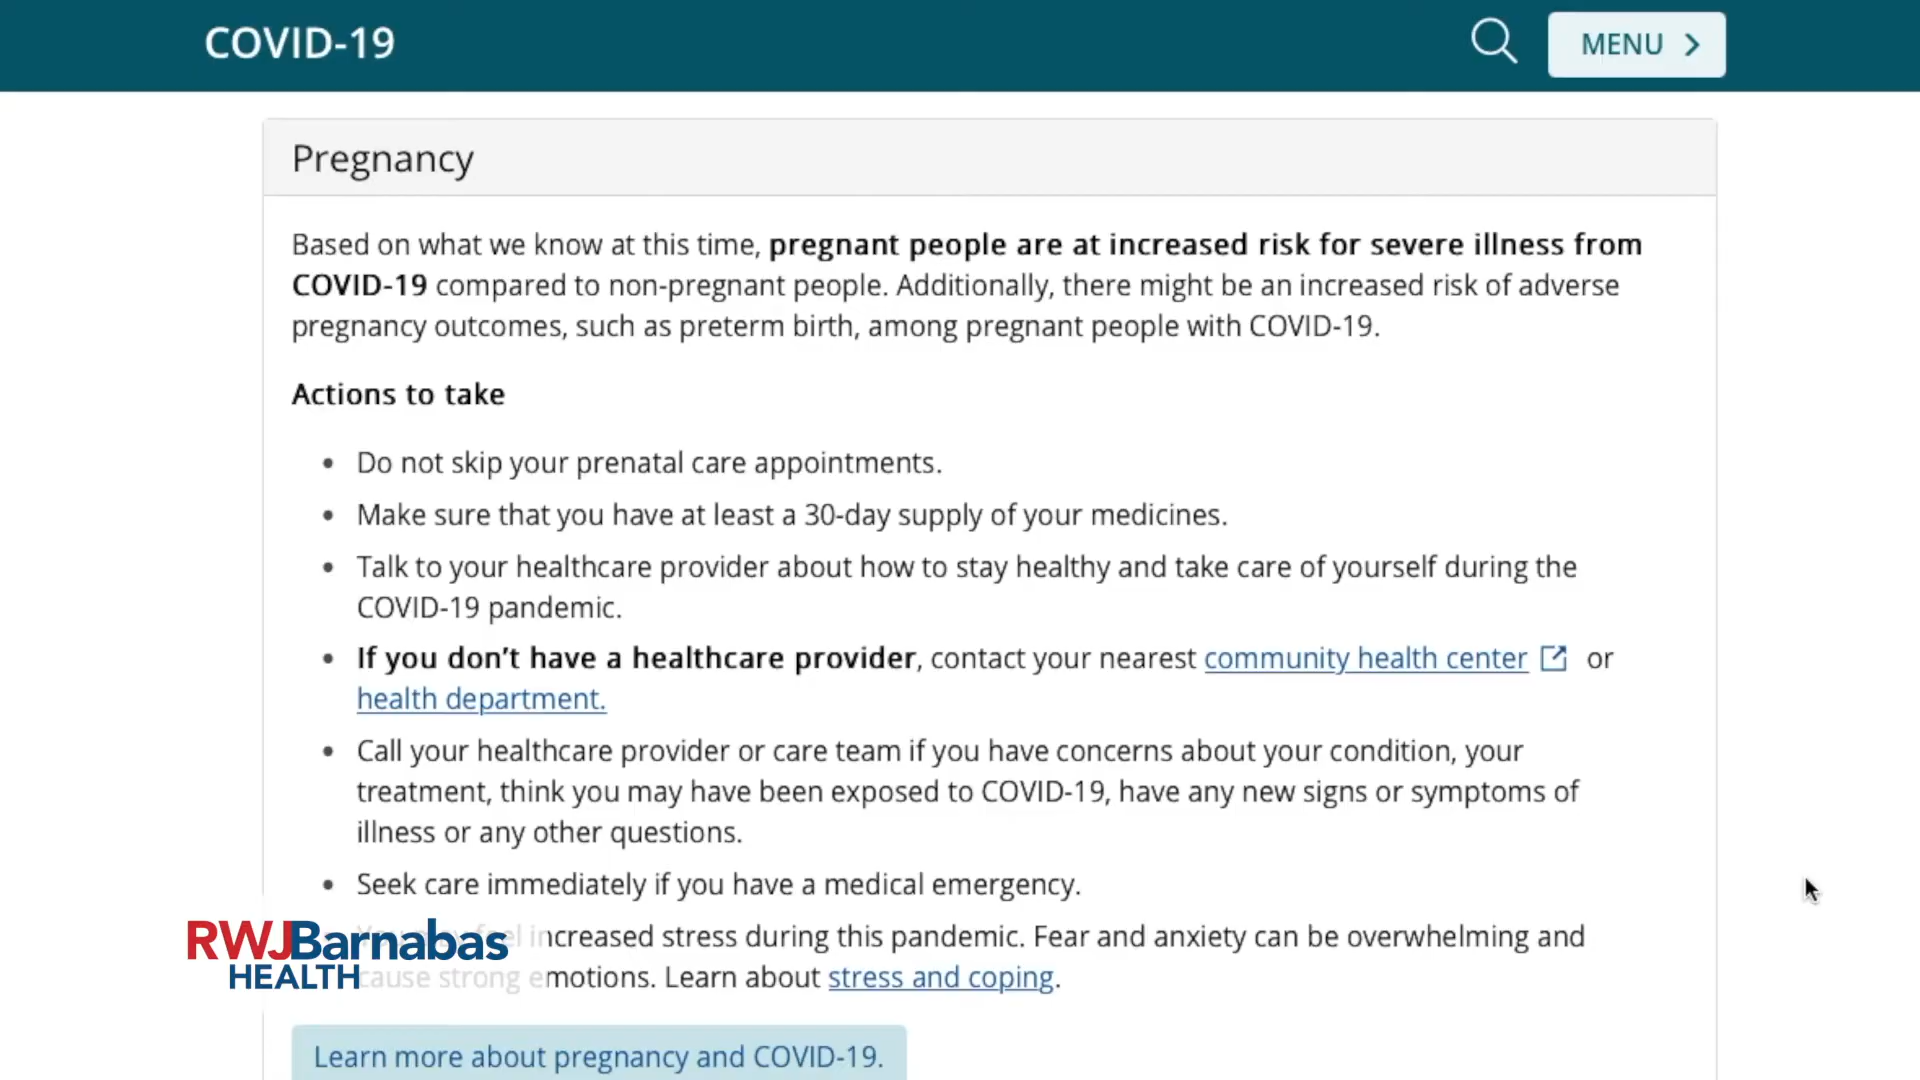 COVID-19
MENU
Pregnancy
Based on what we know at this time, pregnant people are at increased risk for severe illness from
COVID-19 compared to non-pregnant people. Additionally, there might be an increased risk of adverse
pregnancy outcomes, such as preterm birth, among pregnant people with COVID-19.
Actions to take
Do not skip your prenatal care appointments.
Make sure that you have at least a 30-day supply of your medicines.
Talk to your healthcare provider about how to stay healthy and take care of yourself during the
COVID-19 pandemic.
If you don’t have a healthcare provider, contact your nearest community health center or
health department.
Call your healthcare provider or care team if you have concerns about your condition, your
treatment, think you may have been exposed to COVID-19, have any new signs or symptoms of
illness or any other questions.
Seek care immediately if you have a medical emergency.
feel increased stress during this pandemic. Fear and anxiety can be overwhelming and
cause strong emotions. Learn about stress and coping.
RWJBarnabas
HEALTH
Learn more about pregnancy and COVID-19.